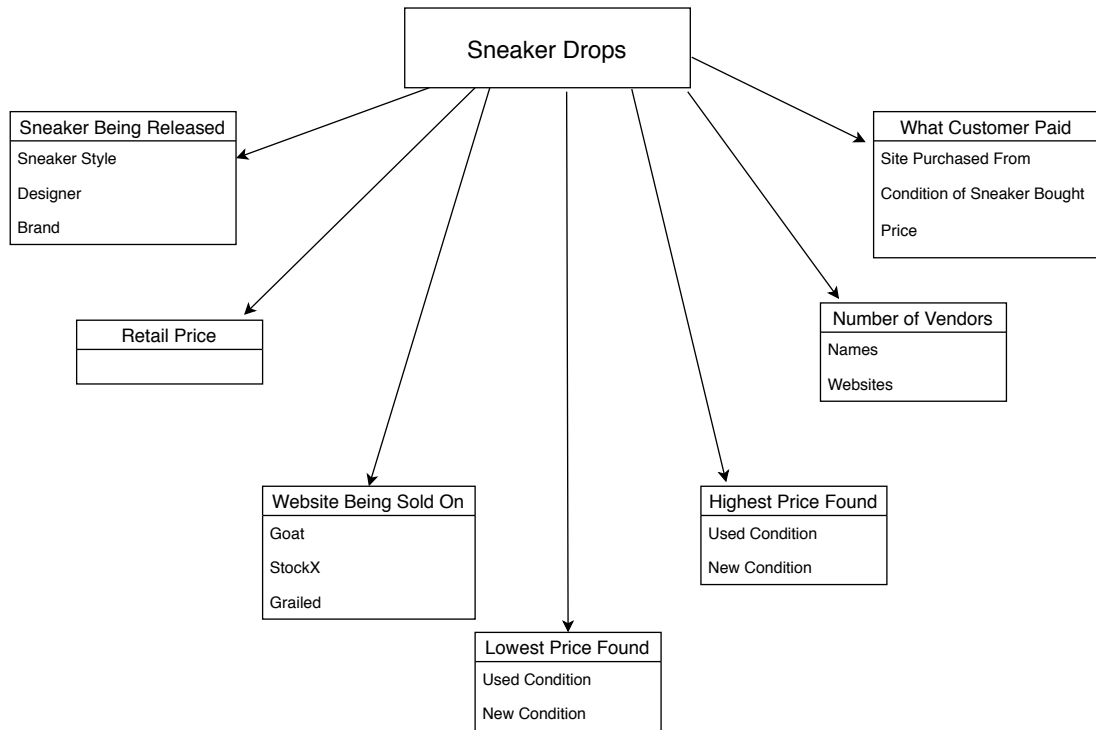 Sneaker Drops
Sneaker Being Released
Sneaker Style
Designer
Brand
What Customer Paid
Site Purchased From
Condition of Sneaker Bought
Price
Retail Price
Number of Vendors
Names
Websites
Website Being Sold On
Goat
StockX
Grailed
Highest Price Found
Used Condition
New Condition
Lowest Price Found
Used Condition
New Condition